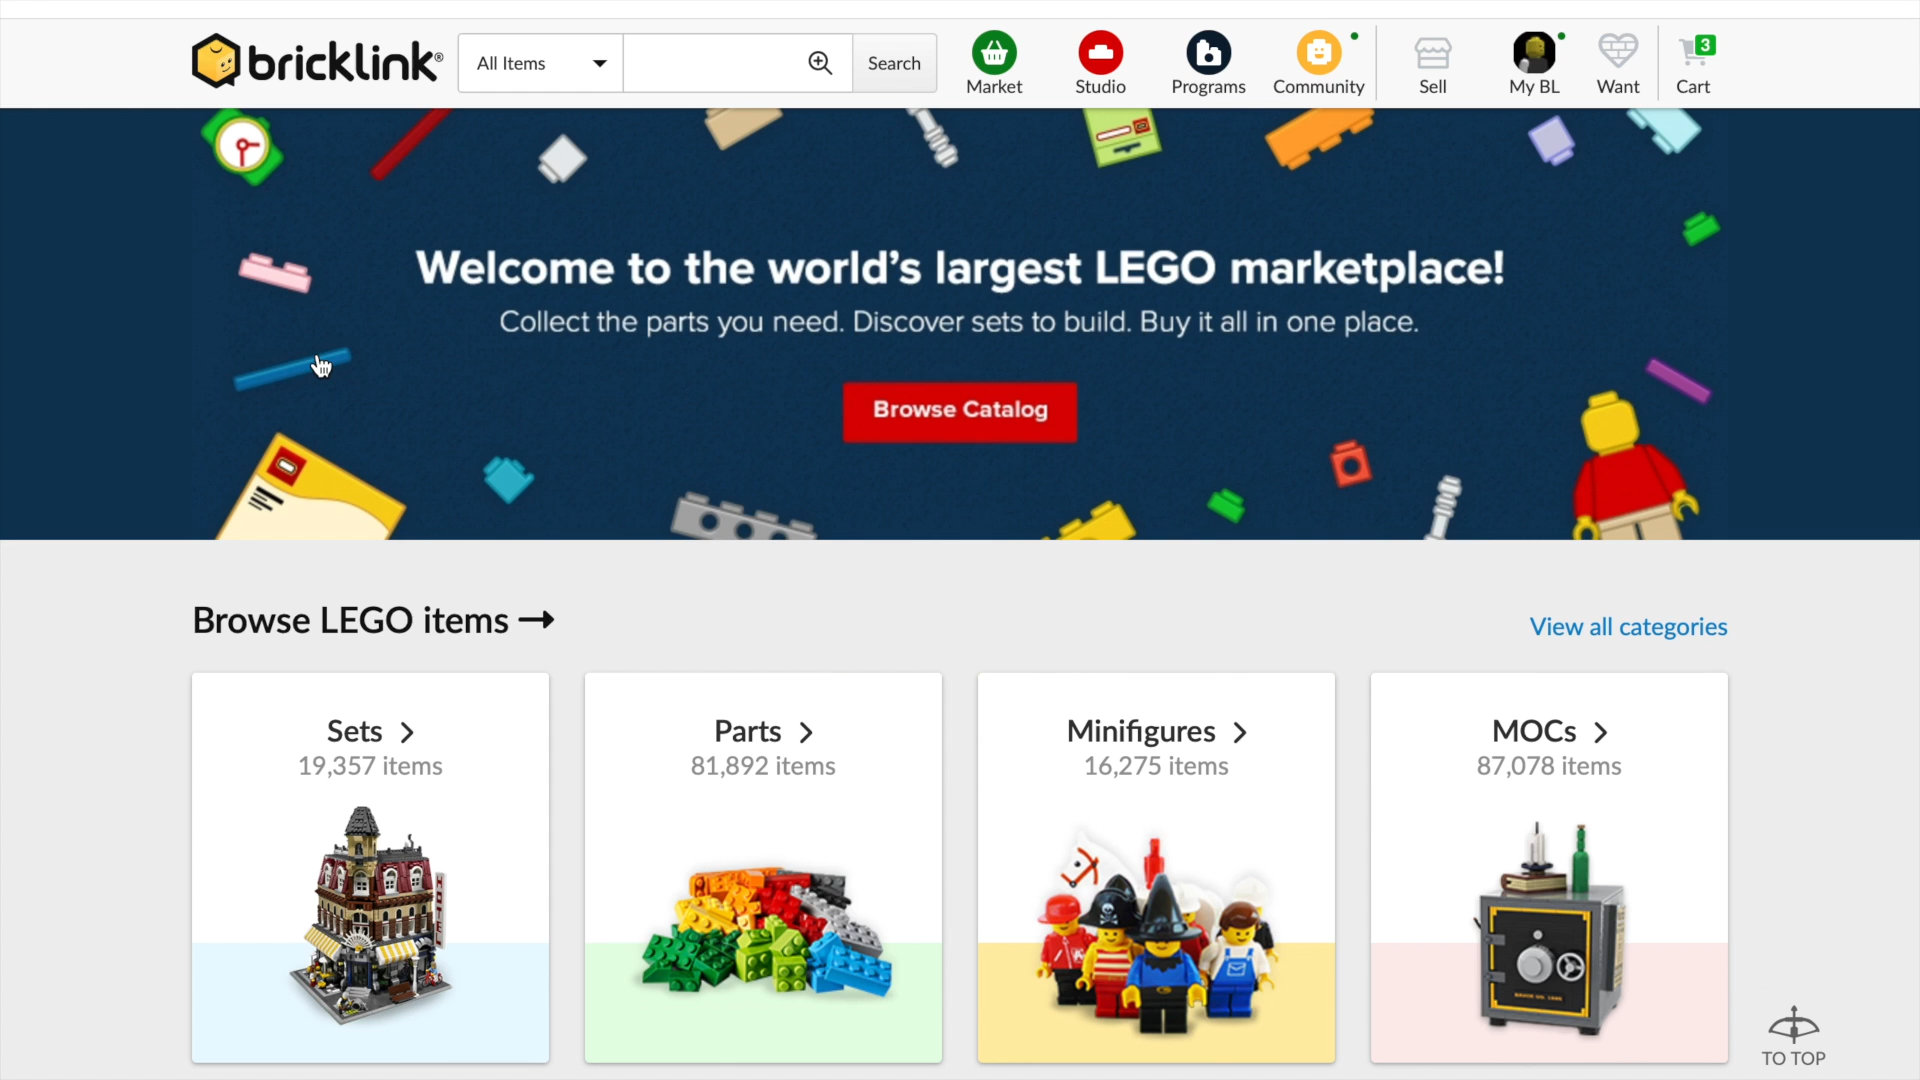 bricklink®
All Items
Search
Market
Studio
Programs
Community
Sell
My BL
Want
3
Cart
Welcome to the world's largest LEGO marketplace!
Collect the parts you need. Discover sets to build. Buy it all in one place.
Browse Catalog
Browse LEGO items →
View all categories
Sets >
19,357 items
Parts >
81,892 items
Minifigures >
16,275 items
MOCs >
87,078 items
HOTEL
TO TOP